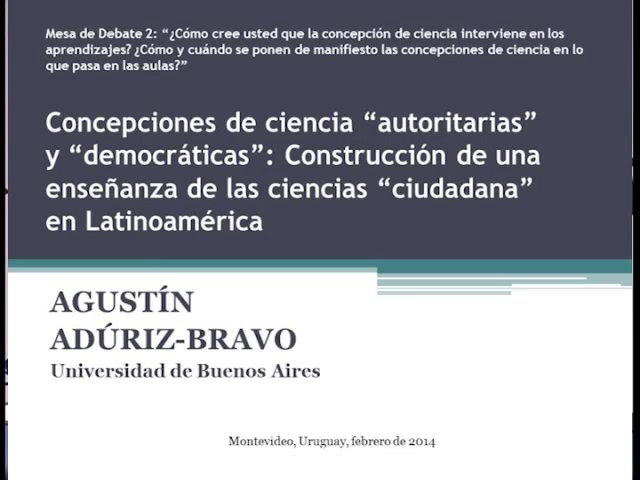 Mesa de Debate 2: “¿Cómo cree usted que la concepción de ciencia interviene en los
aprendizajes? ¿Cómo y cuándo se ponen de manifiesto las concepciones de ciencia en lo
que pasa en las aulas?”
Concepciones de ciencia “autoritarias”
y “democráticas”: Construcción de una
enseñanza de las ciencias “ciudadana”
en Latinoamérica
AGUSTÍN
ADÚRIZ-BRAVO
Universidad de Buenos Aires
Montevideo, Uruguay, febrero de 2014